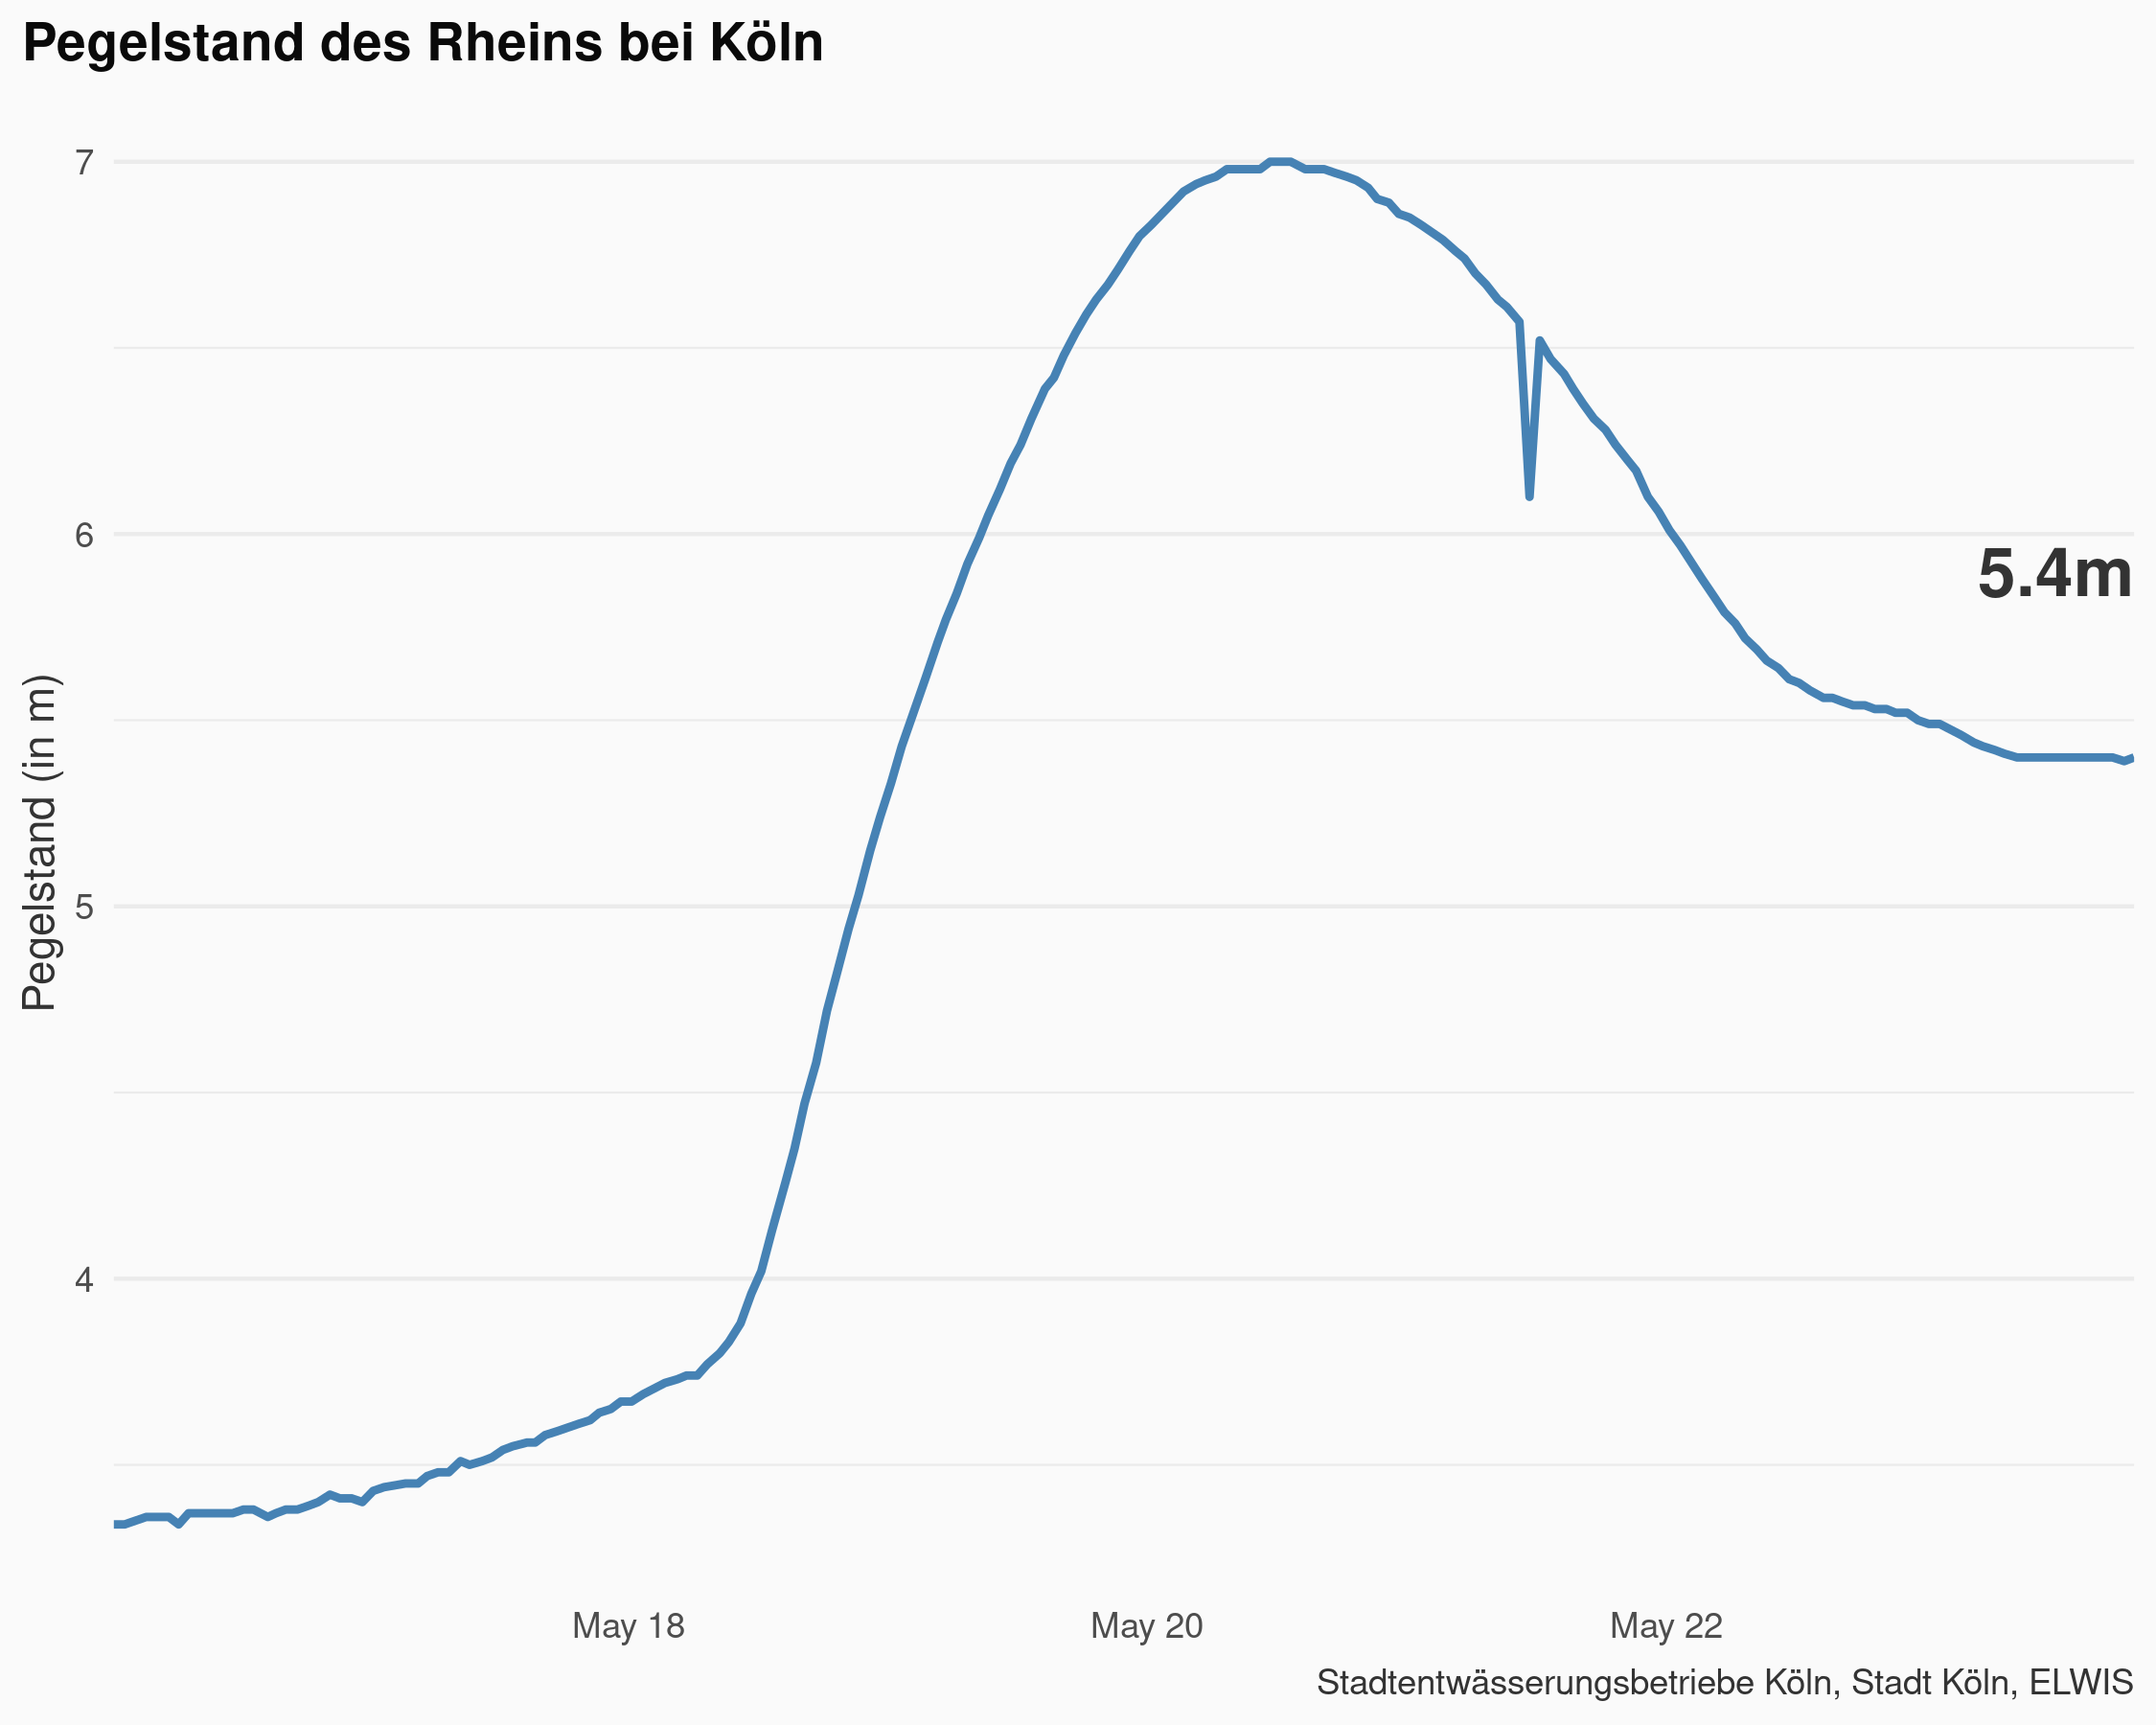 Pegelstand des Rheins bei Köln
Pegelstand (in m)
7
6
5
4
5.4m
May 18
May 20
May 22
Stadtentwässerungsbetriebe Köln, Stadt Köln, ELWIS